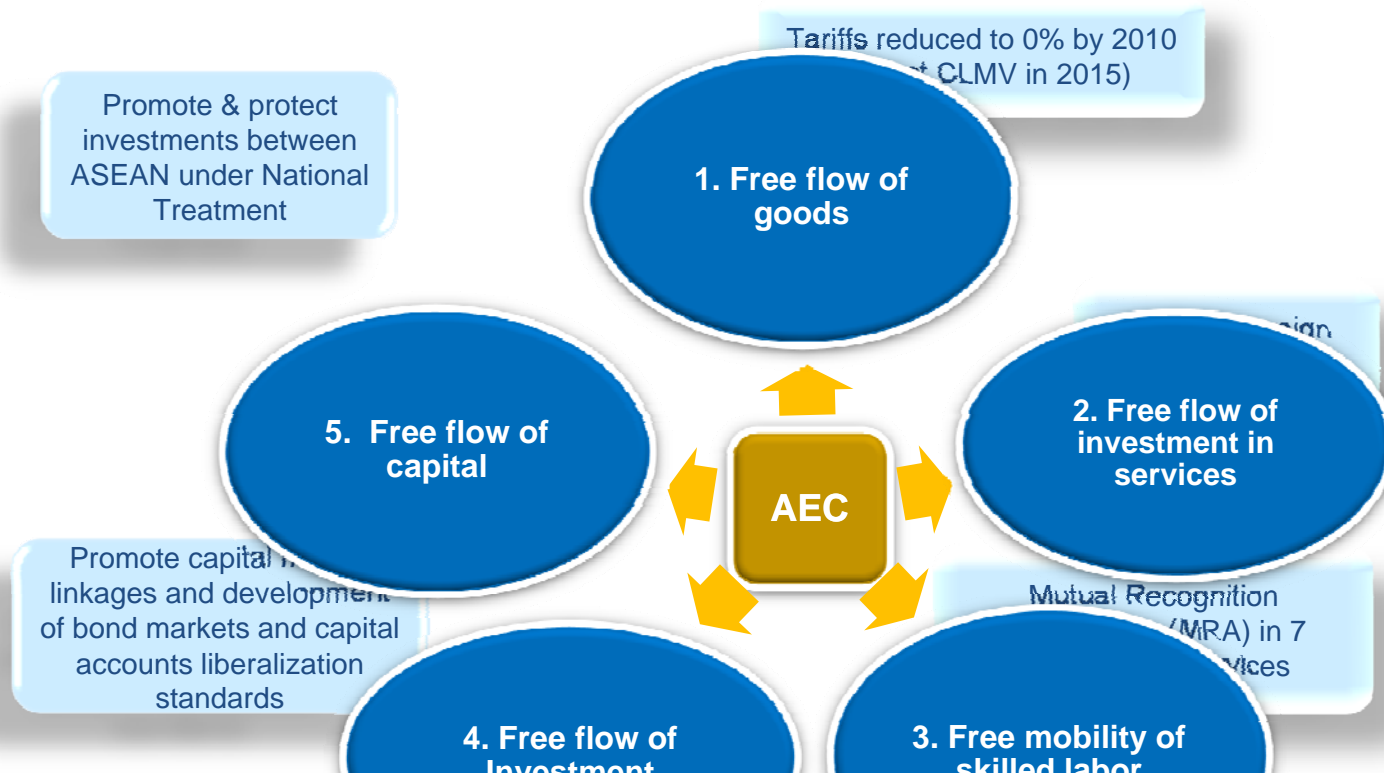 Tariffs reduced to 0% by 2010
CLMV in 2015)
Promote & protect
investments between
ASEAN under National
Treatment
1. Free flow of
goods
5. Free flow of
capital
2. Free flow of
investment in
services
AEC
Promote capital
linkages and development
of bond markets and capital
accounts liberalization
standards
Mutual Recognition
(MRA) in 7
4. Free flow of
Investment
3. Free mobility of
skilled labor